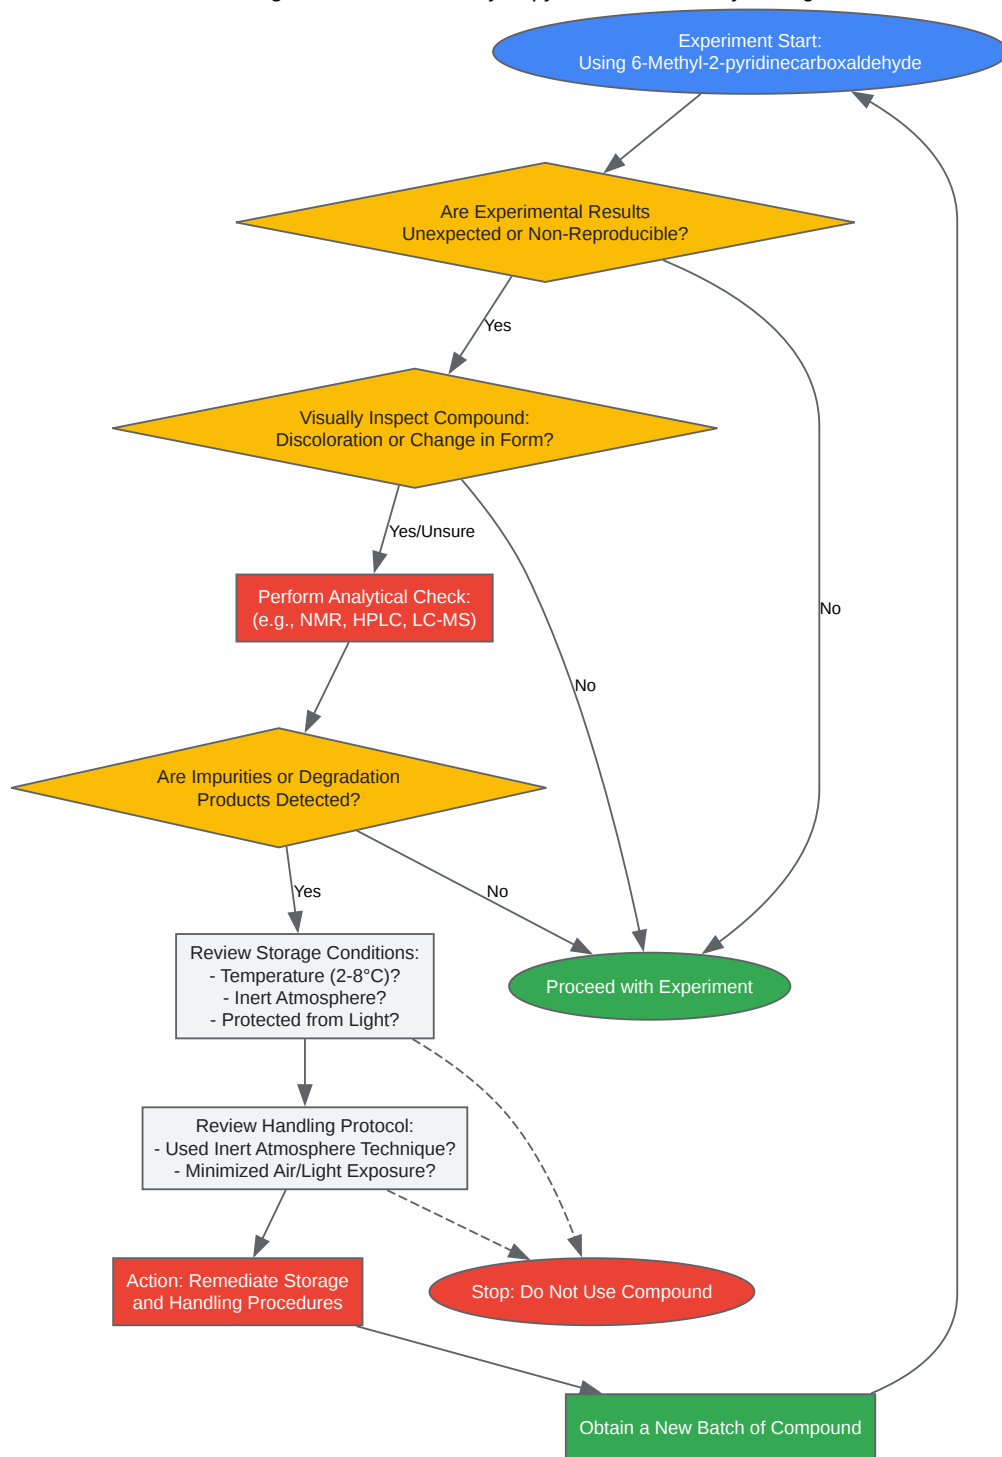 Experiment Start:
Using 6-Methyl-2-pyridinecarboxaldehyde
Are Experimental Results
Unexpected or Non-Reproducible?
Yes
Visually Inspect Compound:
Discoloration or Change in Form?
Yes/Unsure
Perform Analytical Check:
(e.g., NMR, HPLC, LC-MS)
No
No
Are Impurities or Degradation
Products Detected?
Yes
No
Review Storage Conditions:
- Temperature (2-8°C)?
- Inert Atmosphere?
- Protected from Light?
Proceed with Experiment
Review Handling Protocol:
- Used Inert Atmosphere Technique?
- Minimized Air/Light Exposure?
Action: Remediate Storage
and Handling Procedures
Stop: Do Not Use Compound
Obtain a New Batch of Compound